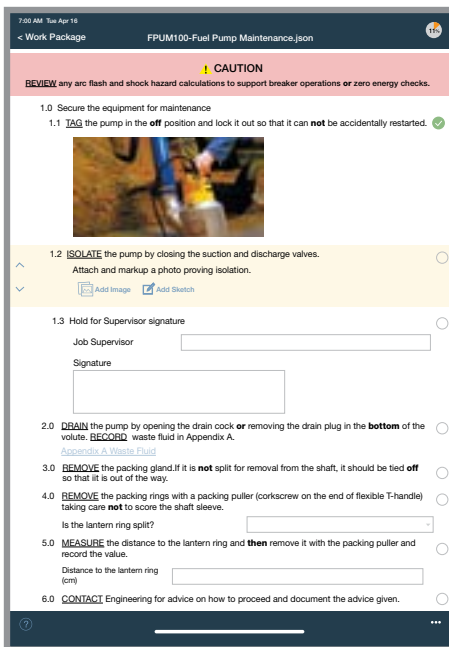 7:00 AM Tue Apr 16
< Work Package
FPUM100-Fuel Pump Maintenance.json
11%
CAUTION
REVIEW any arc flash and shock hazard calculations to support breaker operations or zero energy checks.
1.0 Secure the equipment for maintenance
1.1 TAG the pump in the off position and lock it out so that it can not be accidentally restarted.
1.2 ISOLATE the pump by closing the suction and discharge valves.
Attach and markup a photo proving isolation.
Add Image Add Sketch
1.3 Hold for Supervisor signature
Job Supervisor
Signature
2.0 DRAIN the pump by opening the drain cock or removing the drain plug in the bottom of the
volute. RECORD waste fluid in Appendix A.
Appendix A Waste Fluid
3.0 REMOVE the packing gland.If it is not split for removal from the shaft, it should be tied off
so that iit is out of the way.
4.0 REMOVE the packing rings with a packing puller (corkscrew on the end of flexible T-handle)
taking care not to score the shaft sleeve.
Is the lantern ring split?
5.0 MEASURE the distance to the lantern ring and then remove it with the packing puller and
record the value.
Distance to the lantern ring
(cm)
6.0 CONTACT Engineering for advice on how to proceed and document the advice given.
?